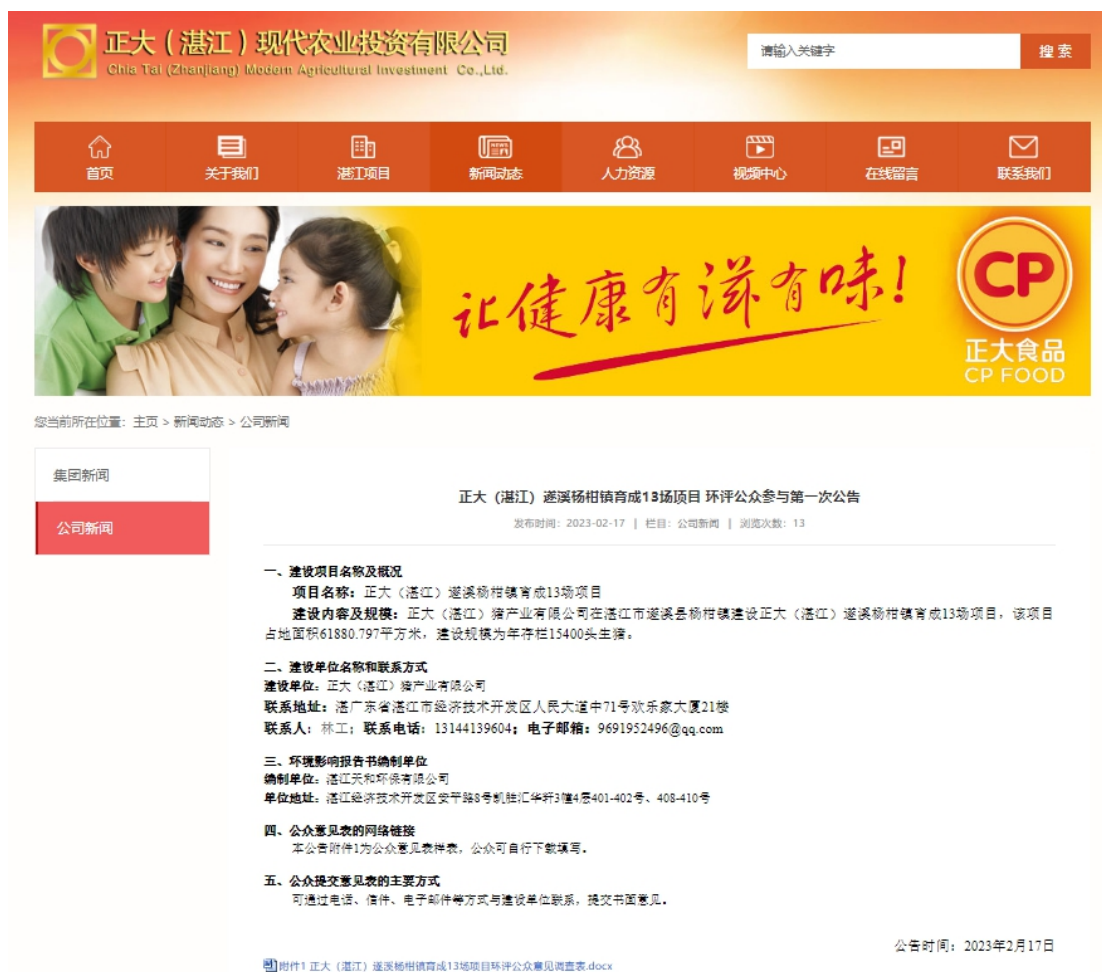 正大（湛江）现代农业投资有限公司
Chia Tai (Zhanjiang) Modern Agricultural Investment Co.,Ltd.
请输入关键字
搜 索
首页
关于我们
湛江项目
新闻动态
人力资源
视频中心
在线留言
联系我们
让健康有滋有味！
CP
正大食品
CP FOOD
您当前所在位置：主页 > 新闻动态 > 公司新闻
集团新闻
公司新闻
正大（湛江）遂溪杨柑镇育成13场项目 环评公众参与第一次公告
发布时间：2023-02-17 | 栏目：公司新闻 | 浏览次数：13
一、建设项目名称及概况
项目名称：正大（湛江）遂溪杨柑镇育成13场项目
建设内容及规模：正大（湛江）猪产业有限公司在湛江市遂溪县杨柑镇建设正大（湛江）遂溪杨柑镇育成13场项目，该项目
占地面积61880.797平方米，建设规模为年存栏15400头生猪。
二、建设单位名称和联系方式
建设单位：正大（湛江）猪产业有限公司
联系地址：湛广东省湛江市经济技术开发区人民大道中71号欢乐家大厦21楼
联系人：林工；联系电话：13144139604；电子邮箱：9691952496@qq.com
三、环境影响报告书编制单位
编制单位：湛江天和环保有限公司
单位地址：湛江经济技术开发区安平路8号凯胜汇华轩3幢4层401-402号、408-410号
四、公众意见表的网络链接
本公告附件1为公众意见表样表，公众可自行下载填写。
五、公众提交意见表的主要方式
可通过电话、信件、电子邮件等方式与建设单位联系，提交书面意见。
公告时间：2023年2月17日
附件1 正大（湛江）遂溪杨柑镇育成13场项目环评公众意见调查表.docx